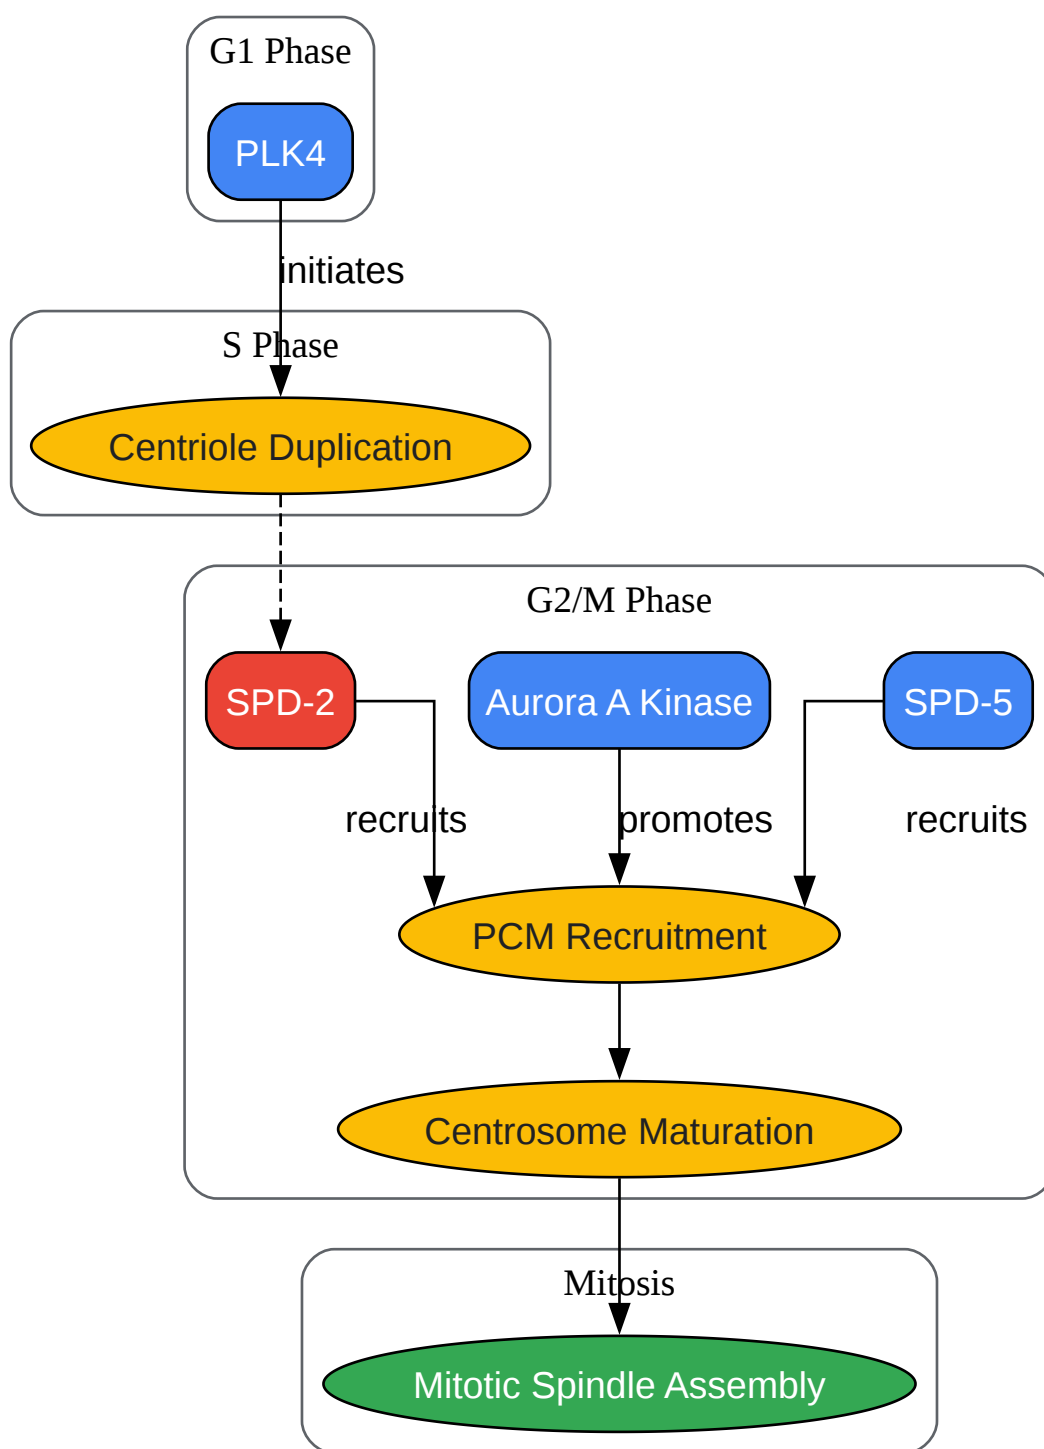 G1 Phase
PLK4
initiates
S Phase
Centriole Duplication
G2/M Phase
SPD-2
Aurora A Kinase
SPD-5
recruits
promotes
recruits
PCM Recruitment
Centrosome Maturation
Mitosis
Mitotic Spindle Assembly